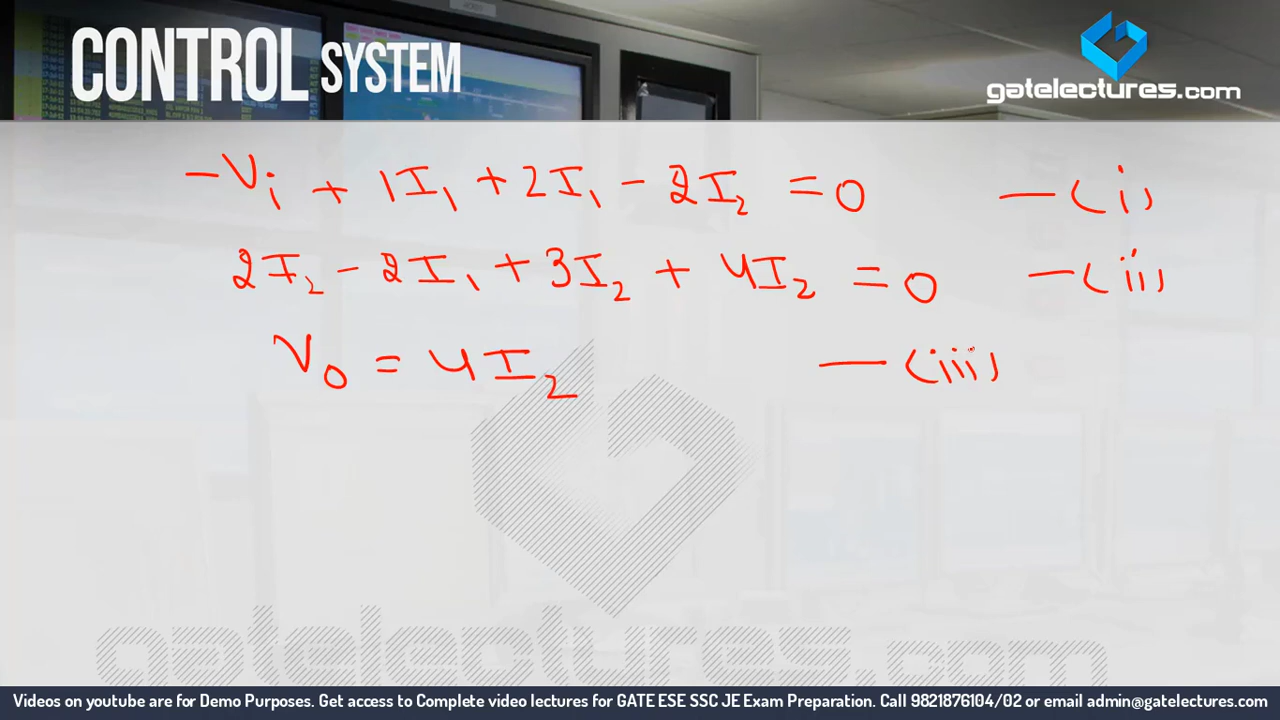 CONTROL SYSTEM
gatelectures.com
-Vi + 1I₁ + 2I₁ - 2I₂ = 0 —(i)
2I₂ - 2I₁ + 3I₂ + 4I₂ = 0 —(ii)
V₀ = 4I₂ —(iii)
gatelectures.com
Videos on youtube are for Demo Purposes. Get access to Complete video lectures for GATE ESE SSC JE Exam Preparation. Call 9821876104/02 or email admin@gatelectures.com